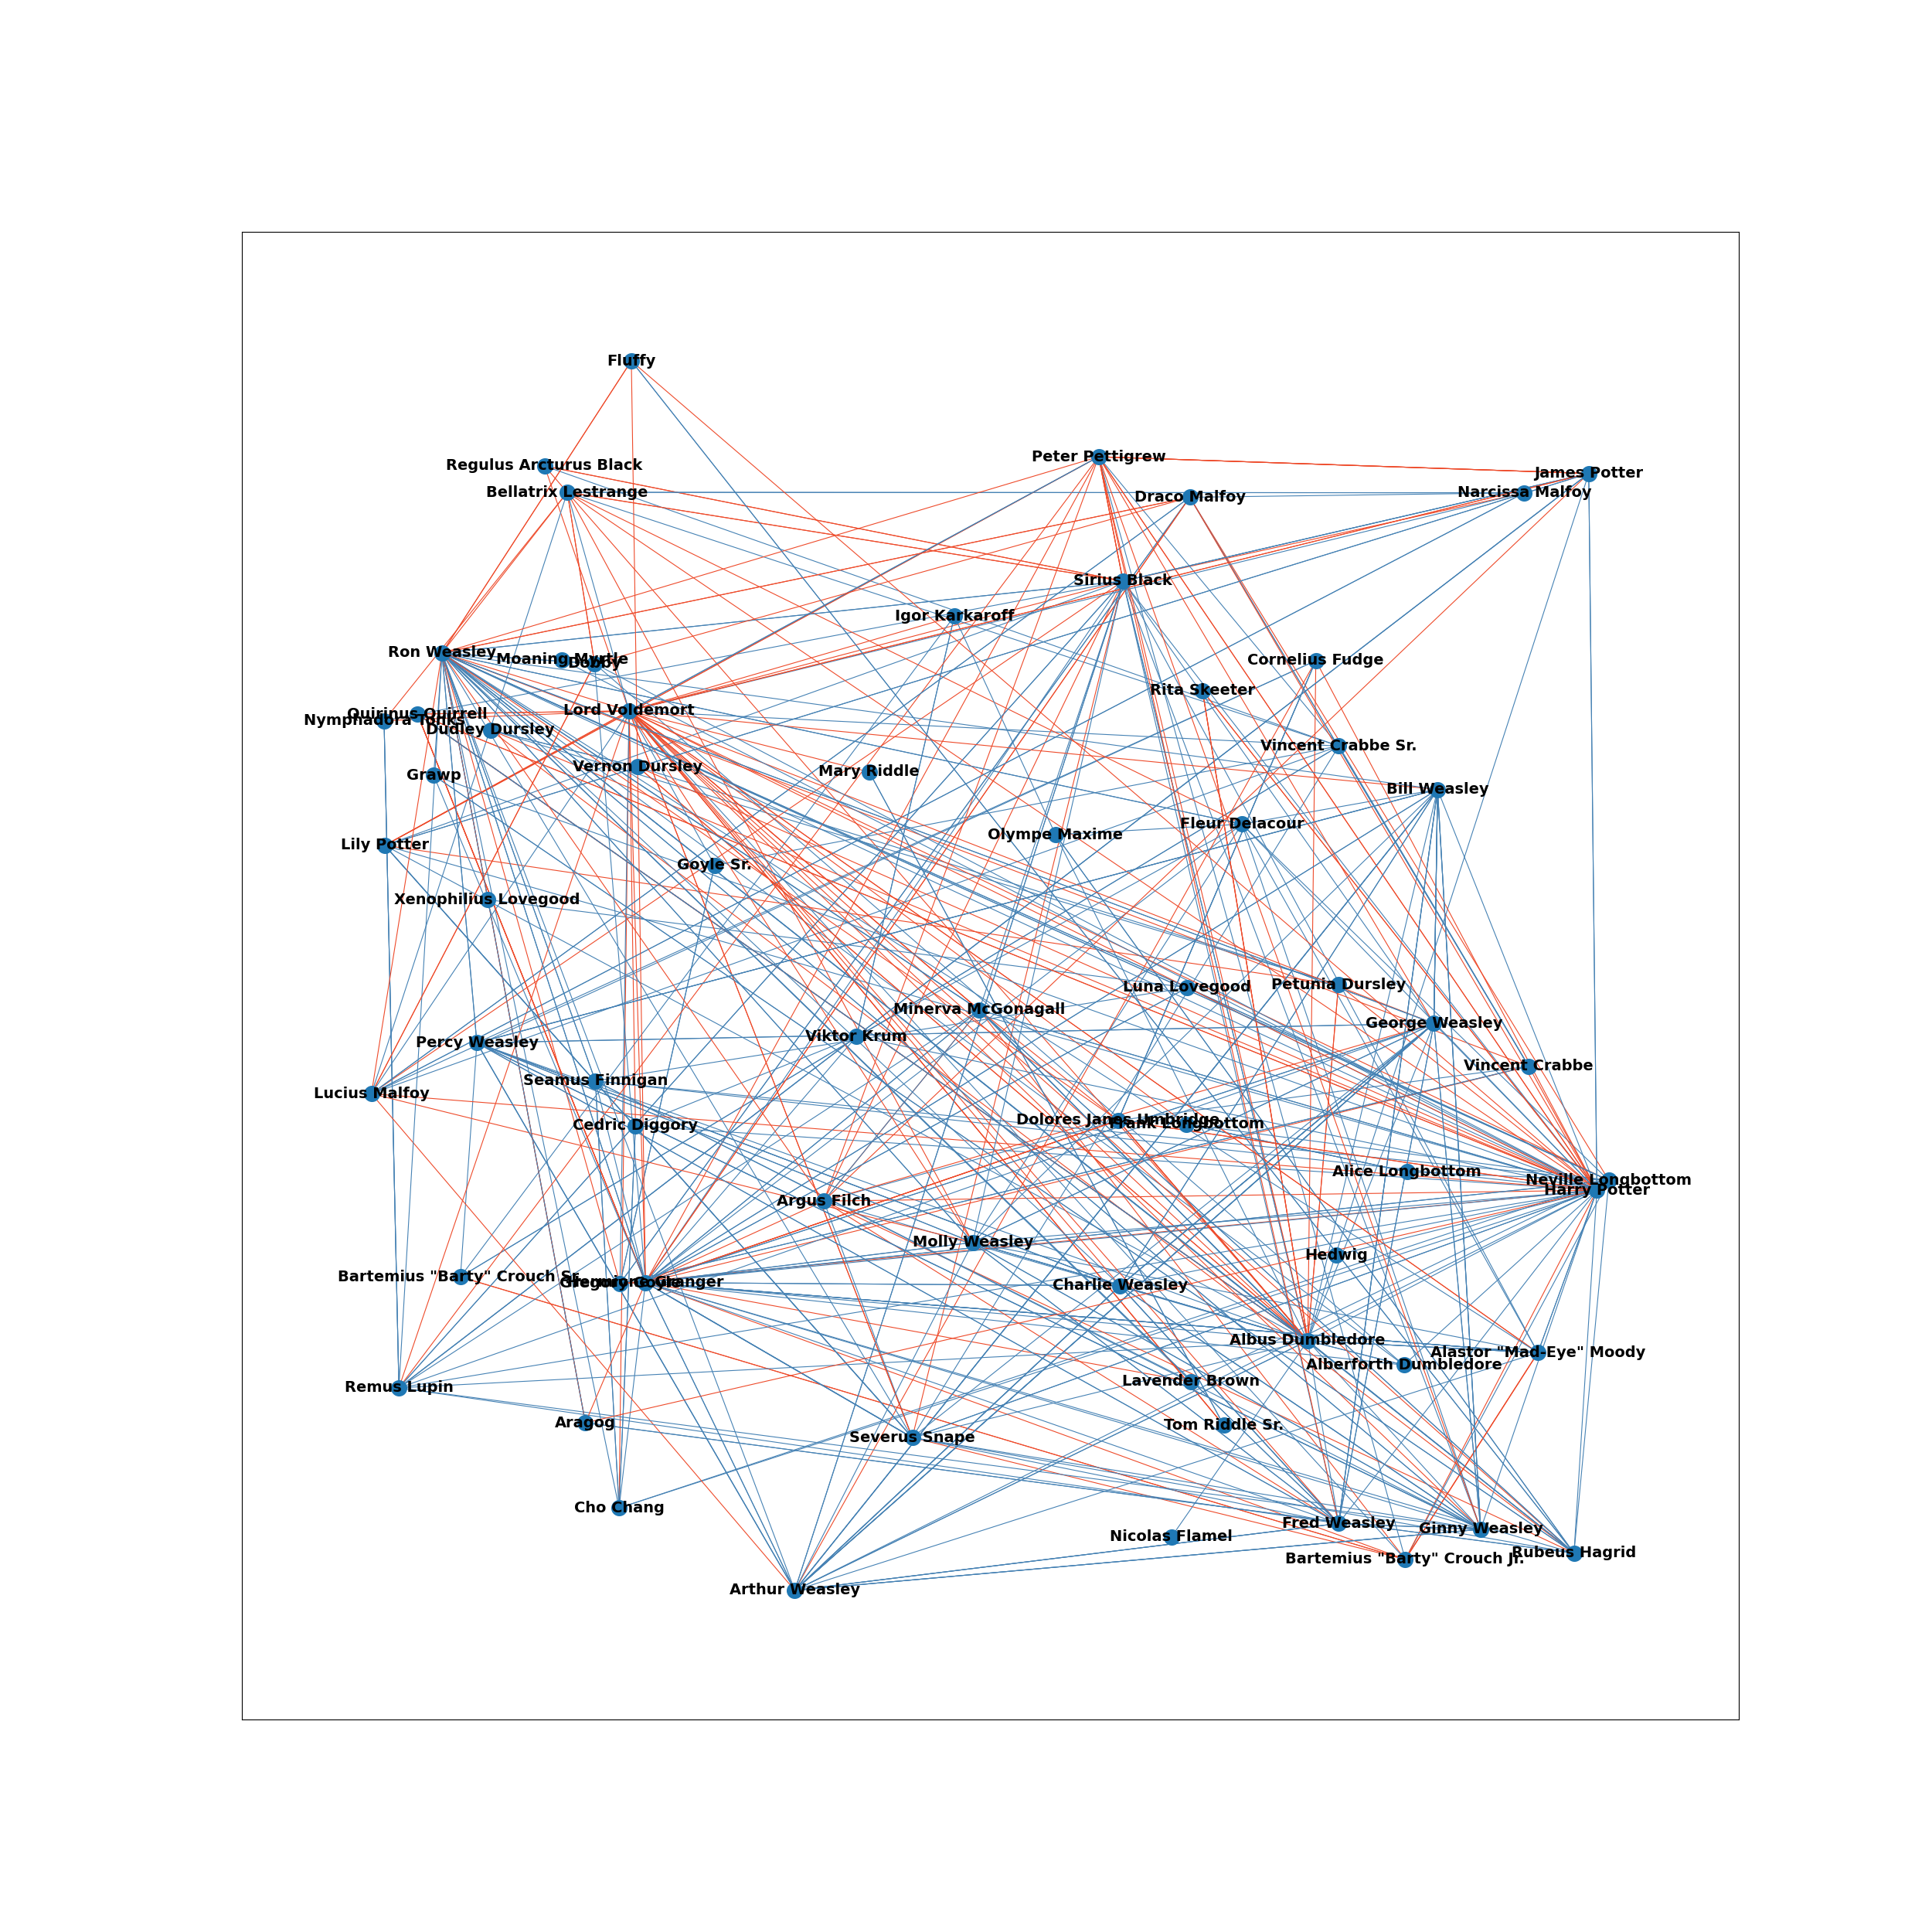 Fluffy
Peter Pettigrew
Regulus Arcturus Black
James Potter
Bellatrix Lestrange
Narcissa Malfoy
Draco Malfoy
Sirius Black
Igor Karkaroff
Ron Weasley
Moaning Myrtle
Dobby
Cornelius Fudge
Rita Skeeter
Lord Voldemort
Quirinus Quirrell
Nymphadora Tonks
Dudley Dursley
Vincent Crabbe Sr.
Vernon Dursley
Mary Riddle
Grawp
Bill Weasley
Fleur Delacour
Olympe Maxime
Lily Potter
Goyle Sr.
Xenophilius Lovegood
Petunia Dursley
Luna Lovegood
Minerva McGonagall
George Weasley
Viktor Krum
Percy Weasley
Vincent Crabbe
Seamus Finnigan
Lucius Malfoy
Dolores Janes Umbridge
Frank Longbottom
Cedric Diggory
Alice Longbottom
Neville Longbottom
Harry Potter
Argus Filch
Molly Weasley
Hedwig
Bartemius "Barty" Crouch Sr.
Gregory Goyle
Hermione Granger
Charlie Weasley
Albus Dumbledore
Alastor "Mad-Eye" Moody
Alberforth Dumbledore
Lavender Brown
Remus Lupin
Aragog
Tom Riddle Sr.
Severus Snape
Cho Chang
Fred Weasley
Ginny Weasley
Nicolas Flamel
Rubeus Hagrid
Bartemius "Barty" Crouch Jr.
Arthur Weasley